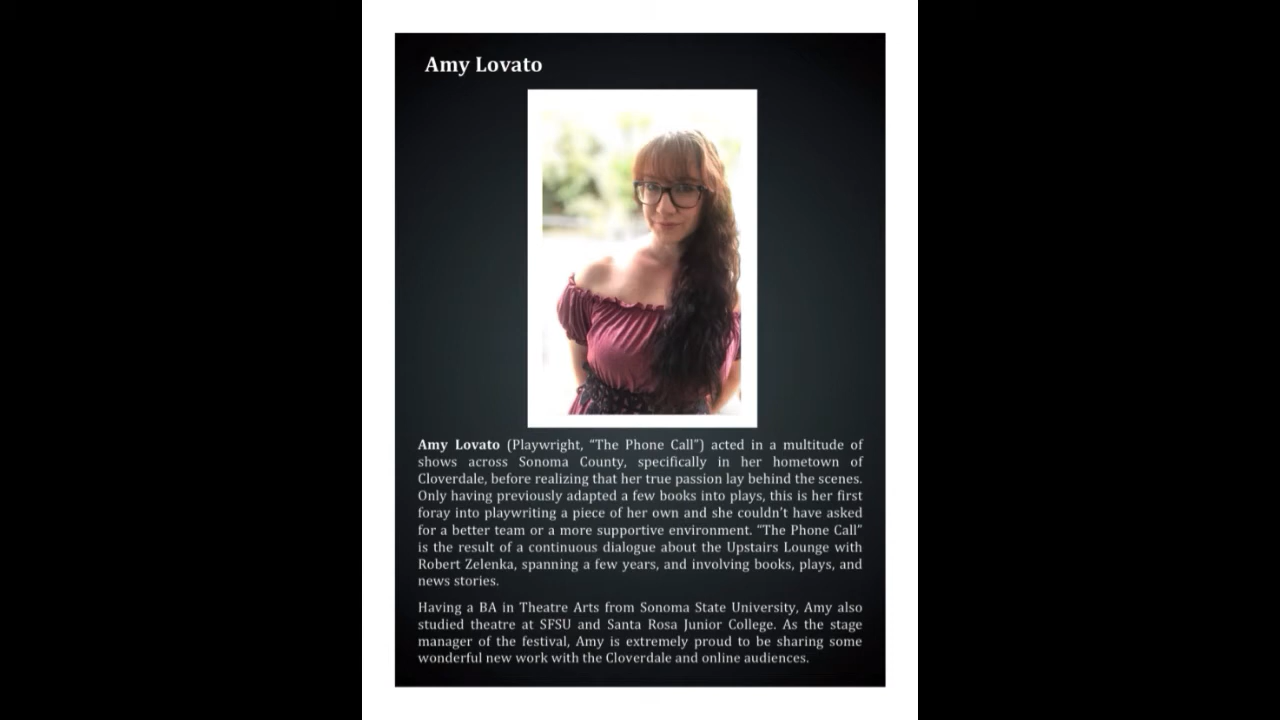 Amy Lovato
Amy Lovato (Playwright, “The Phone Call”) acted in a multitude of
shows across Sonoma County, specifically in her hometown of
Cloverdale, before realizing that her true passion lay behind the scenes.
Only having previously adapted a few books into plays, this is her first
foray into playwriting a piece of her own and she couldn’t have asked
for a better team or a more supportive environment. “The Phone Call”
is the result of a continuous dialogue about the Upstairs Lounge with
Robert Zelenka, spanning a few years, and involving books, plays, and
news stories.
Having a BA in Theatre Arts from Sonoma State University, Amy also
studied theatre at SFSU and Santa Rosa Junior College. As the stage
manager of the festival, Amy is extremely proud to be sharing some
wonderful new work with the Cloverdale and online audiences.